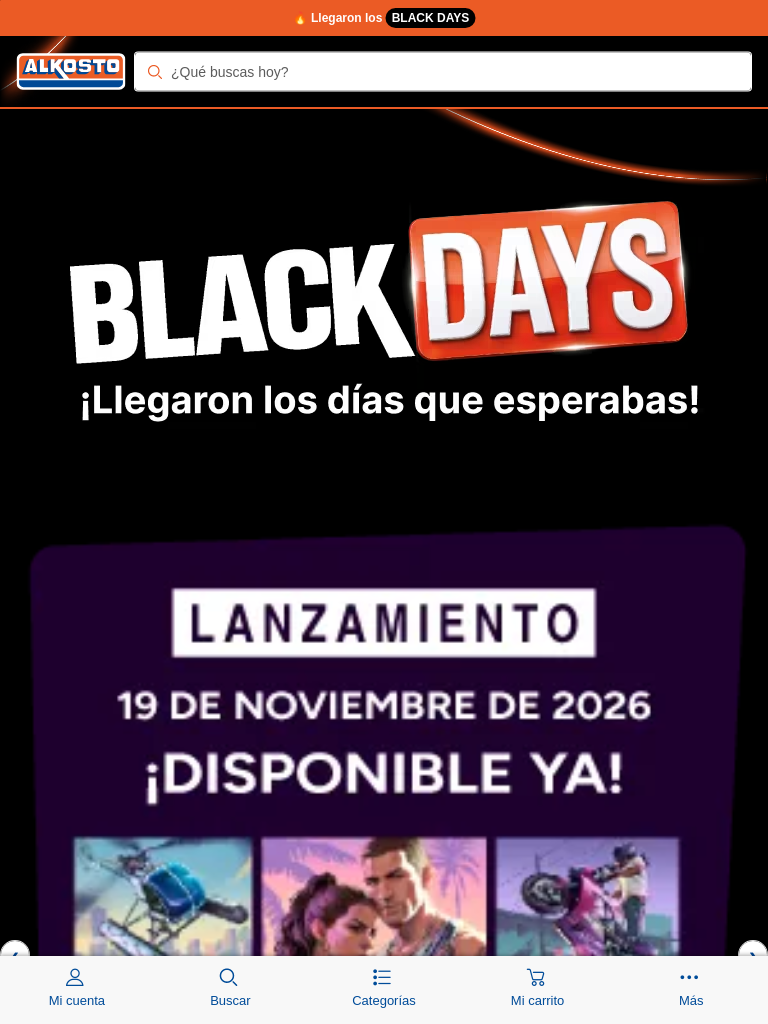 🔥 Llegaron los BLACK DAYS
ALKOSTO
¿Qué buscas hoy?
BLACK DAYS
¡Llegaron los días que esperabas!
LANZAMIENTO
19 DE NOVIEMBRE DE 2026
¡DISPONIBLE YA!
Mi cuenta
Buscar
Categorías
Mi carrito
Más